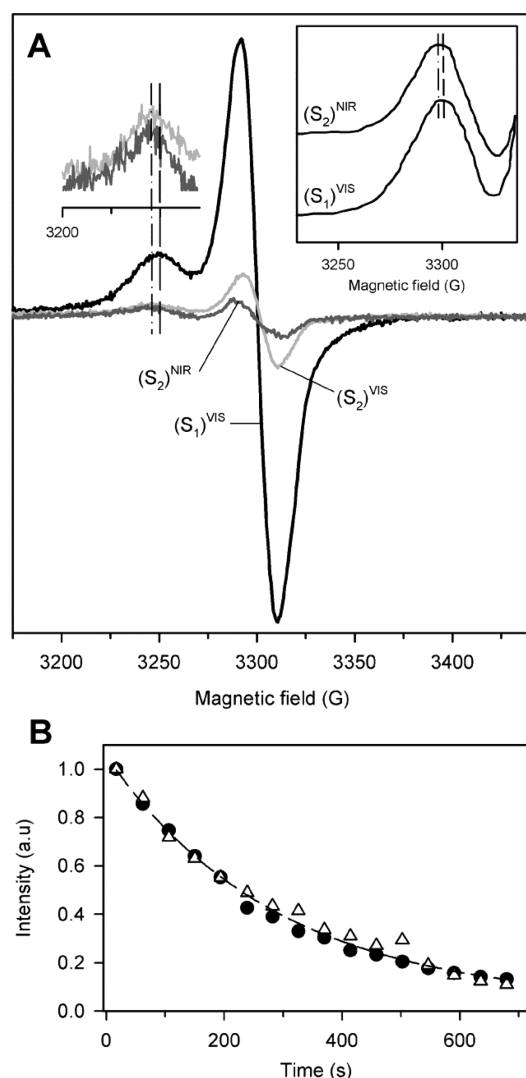 A
(S₂)ᴺᴵᴿ
(S₁)ⱽᴵˢ
3250 3300
Magnetic field (G)
3200
(S₂)ᴺᴵᴿ
(S₂)ⱽᴵˢ
(S₁)ⱽᴵˢ
3200 3250 3300 3350 3400
Magnetic field (G)
B
Intensity (a.u)
1.0
0.8
0.6
0.4
0.2
0.0
0 200 400 600
Time (s)